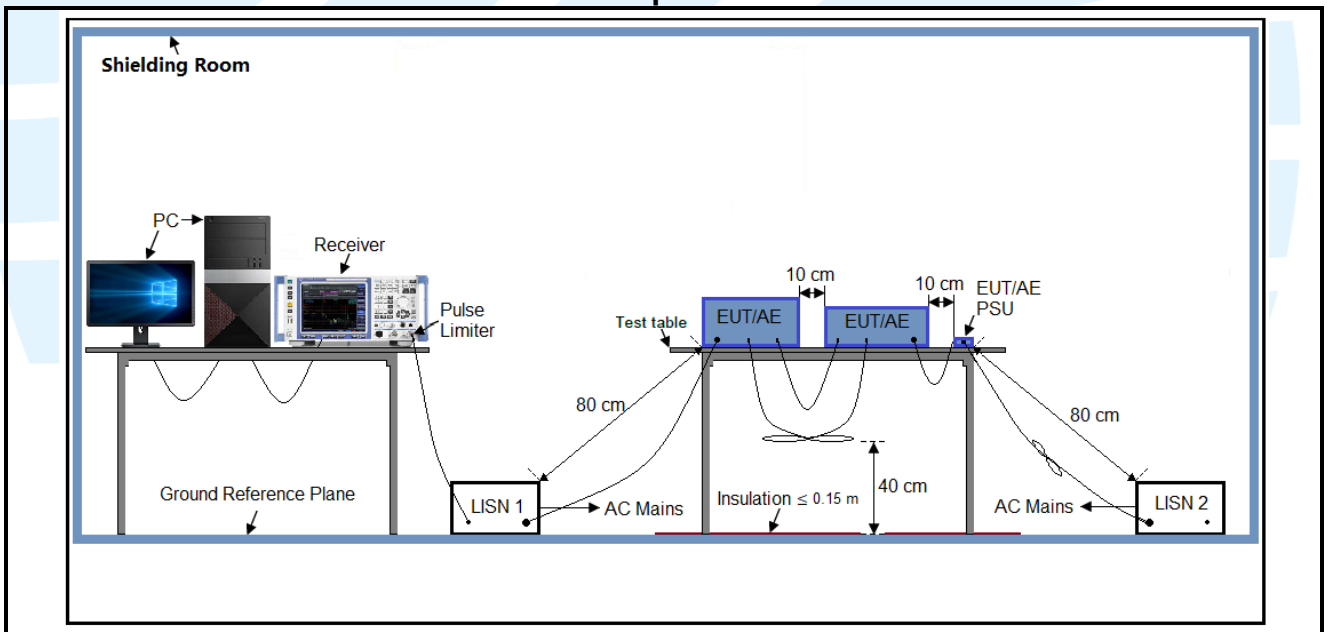 Shielding Room
PC
Receiver
Pulse
Limiter
10 cm
10 cm
EUT/AE
PSU
Test table
EUT/AE
EUT/AE
80 cm
80 cm
Ground Reference Plane
LISN 1
AC Mains
Insulation ≤ 0.15 m
40 cm
AC Mains
LISN 2